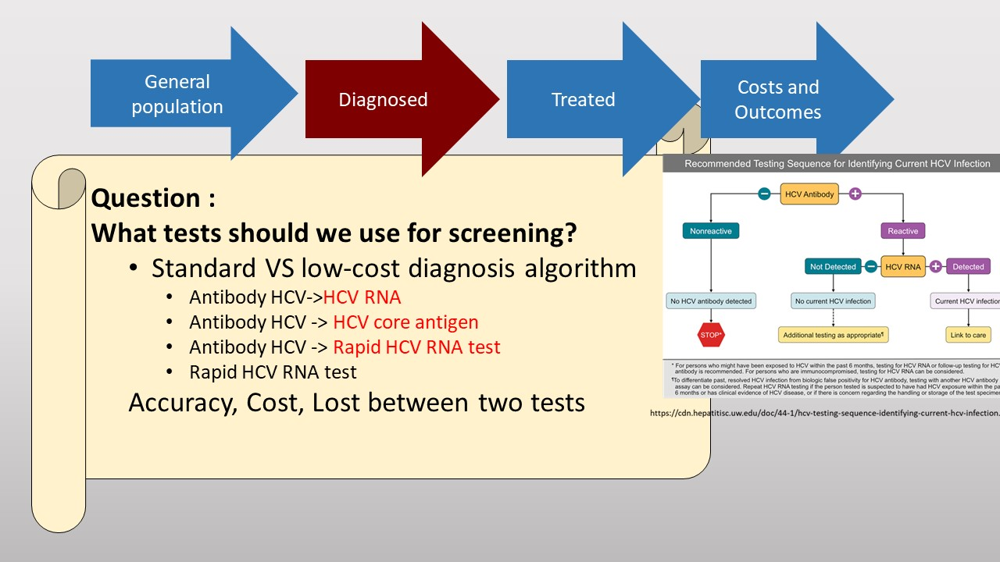 General
population
Diagnosed
Treated
Costs and
Outcomes
Question :
What tests should we use for screening?
• Standard VS low-cost diagnosis algorithm
• Antibody HCV->HCV RNA
• Antibody HCV -> HCV core antigen
• Antibody HCV -> Rapid HCV RNA test
• Rapid HCV RNA test
Accuracy, Cost, Lost between two tests
Recommended Testing Sequence for Identifying Current HCV Infection
HCV Antibody
Nonreactive
Reactive
Not Detected
HCV RNA
Detected
No HCV antibody detected
No current HCV infection
Current HCV infection
STOP*
Additional testing as appropriate¶
Link to care
* For persons who might have been exposed to HCV within the past 6 months, testing for HCV RNA or follow-up testing for HC
antibody is recommended. For persons who are immunocompromised, testing for HCV RNA can be considered.
¶To differentiate past, resolved HCV infection from biologic false positivity for HCV antibody, testing with another HCV antibody
assay can be considered. Repeat HCV RNA testing if the person tested is suspected to have had HCV exposure within the pa
6 months or has clinical evidence of HCV disease, or if there is concern regarding the handling or storage of the test specime
https://cdn.hepatitisc.uw.edu/doc/44-1/hcv-testing-sequence-identifying-current-hcv-infection.